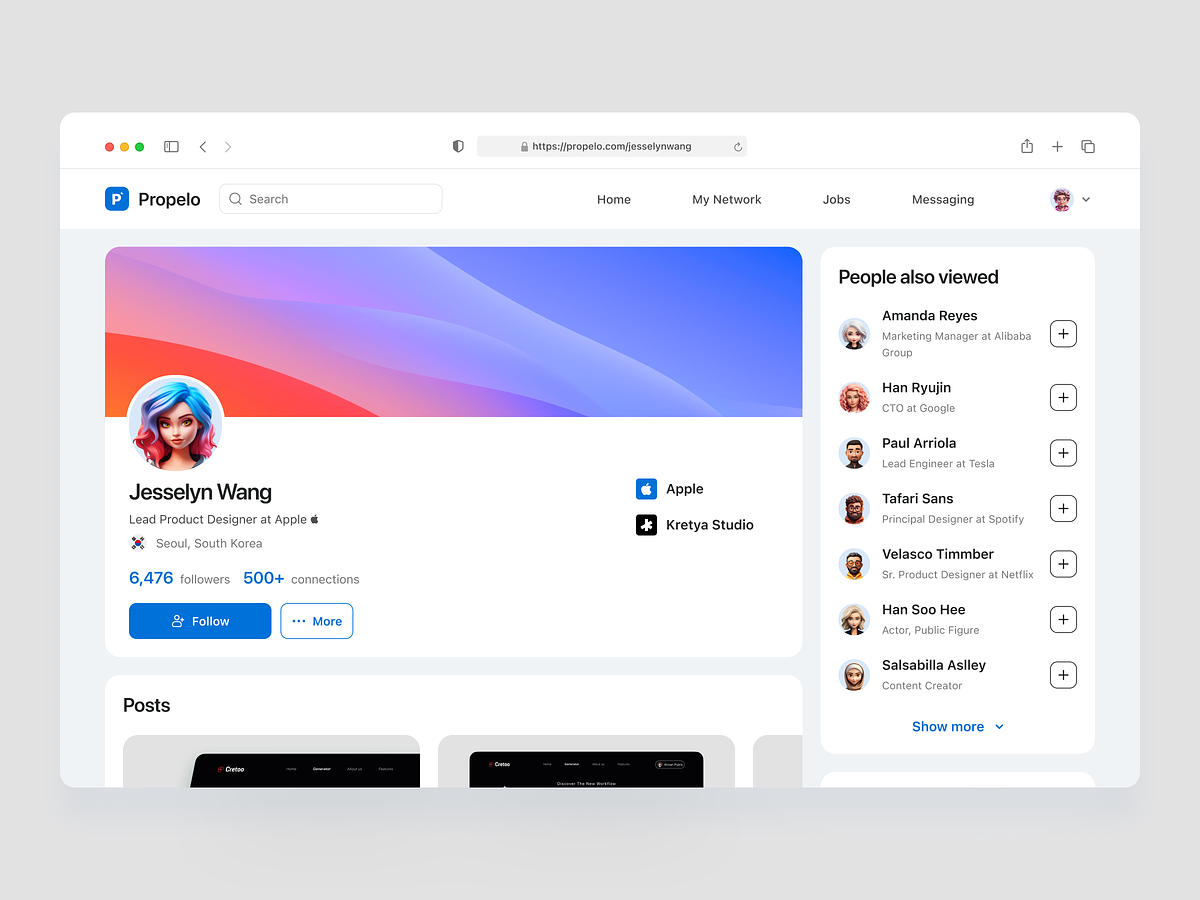 https://propelo.com/jesselynwang
P
Propelo
Search
Home
My Network
Jobs
Messaging
Jesselyn Wang
Lead Product Designer at Apple
Seoul, South Korea
6,476 followers 500+ connections
Follow
More
Apple
Kretya Studio
Posts
Cretoo
Home
Generator
About us
Features
Cretoo
Home
Generator
About us
Features
Discover The New Workflow
People also viewed
Amanda Reyes
Marketing Manager at Alibaba
Group
Han Ryujin
CTO at Google
Paul Arriola
Lead Engineer at Tesla
Tafari Sans
Principal Designer at Spotify
Velasco Timmber
Sr. Product Designer at Netflix
Han Soo Hee
Actor, Public Figure
Salsabilla Aslley
Content Creator
Show more